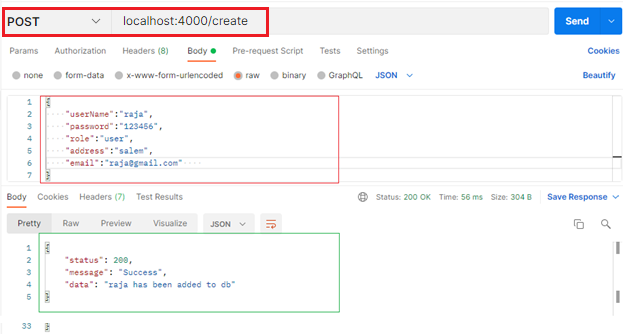 POST localhost:4000/create Send
Params Authorization Headers (8) Body Pre-request Script Tests Settings Cookies
none form-data x-www-form-urlencoded raw binary GraphQL JSON Beautify
1 {
2 "userName":"raja",
3 "password":"123456",
4 "role":"user",
5 "address":"salem",
6 "email":"raja@gmail.com"
7 }
Body Cookies Headers (7) Test Results Status: 200 OK Time: 56 ms Size: 304 B Save Response
Pretty Raw Preview Visualize JSON
1 {
2 "status": 200,
3 "message": "Success",
4 "data": "raja has been added to db"
5 }
33 }